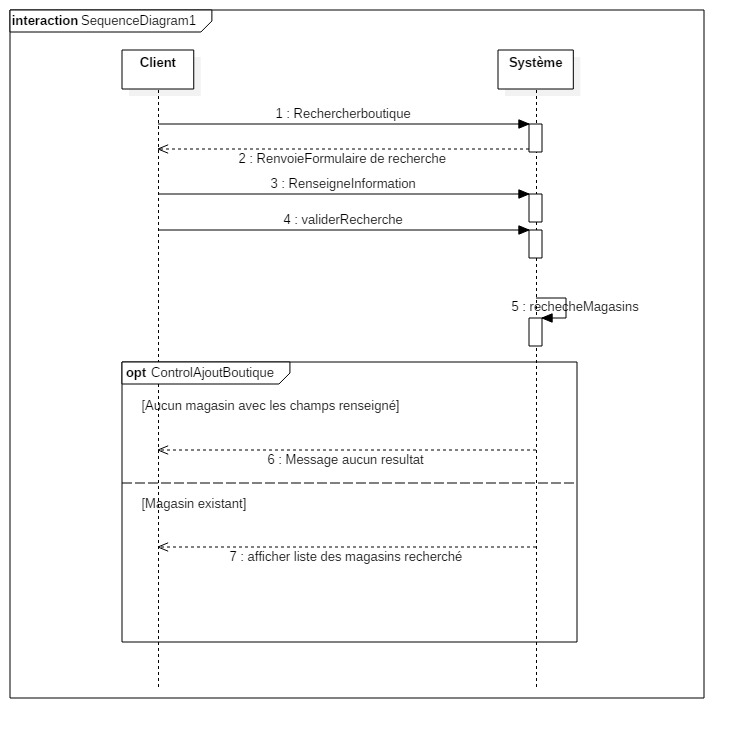 interaction SequenceDiagram1
Client
Système
1 : Rechercherboutique
2 : RenvoieFormulaire de recherche
3 : RenseigneInformation
4 : validerRecherche
5 : rechecheMagasins
opt ControlAjoutBoutique
[Aucun magasin avec les champs renseigné]
6 : Message aucun resultat
[Magasin existant]
7 : afficher liste des magasins recherché